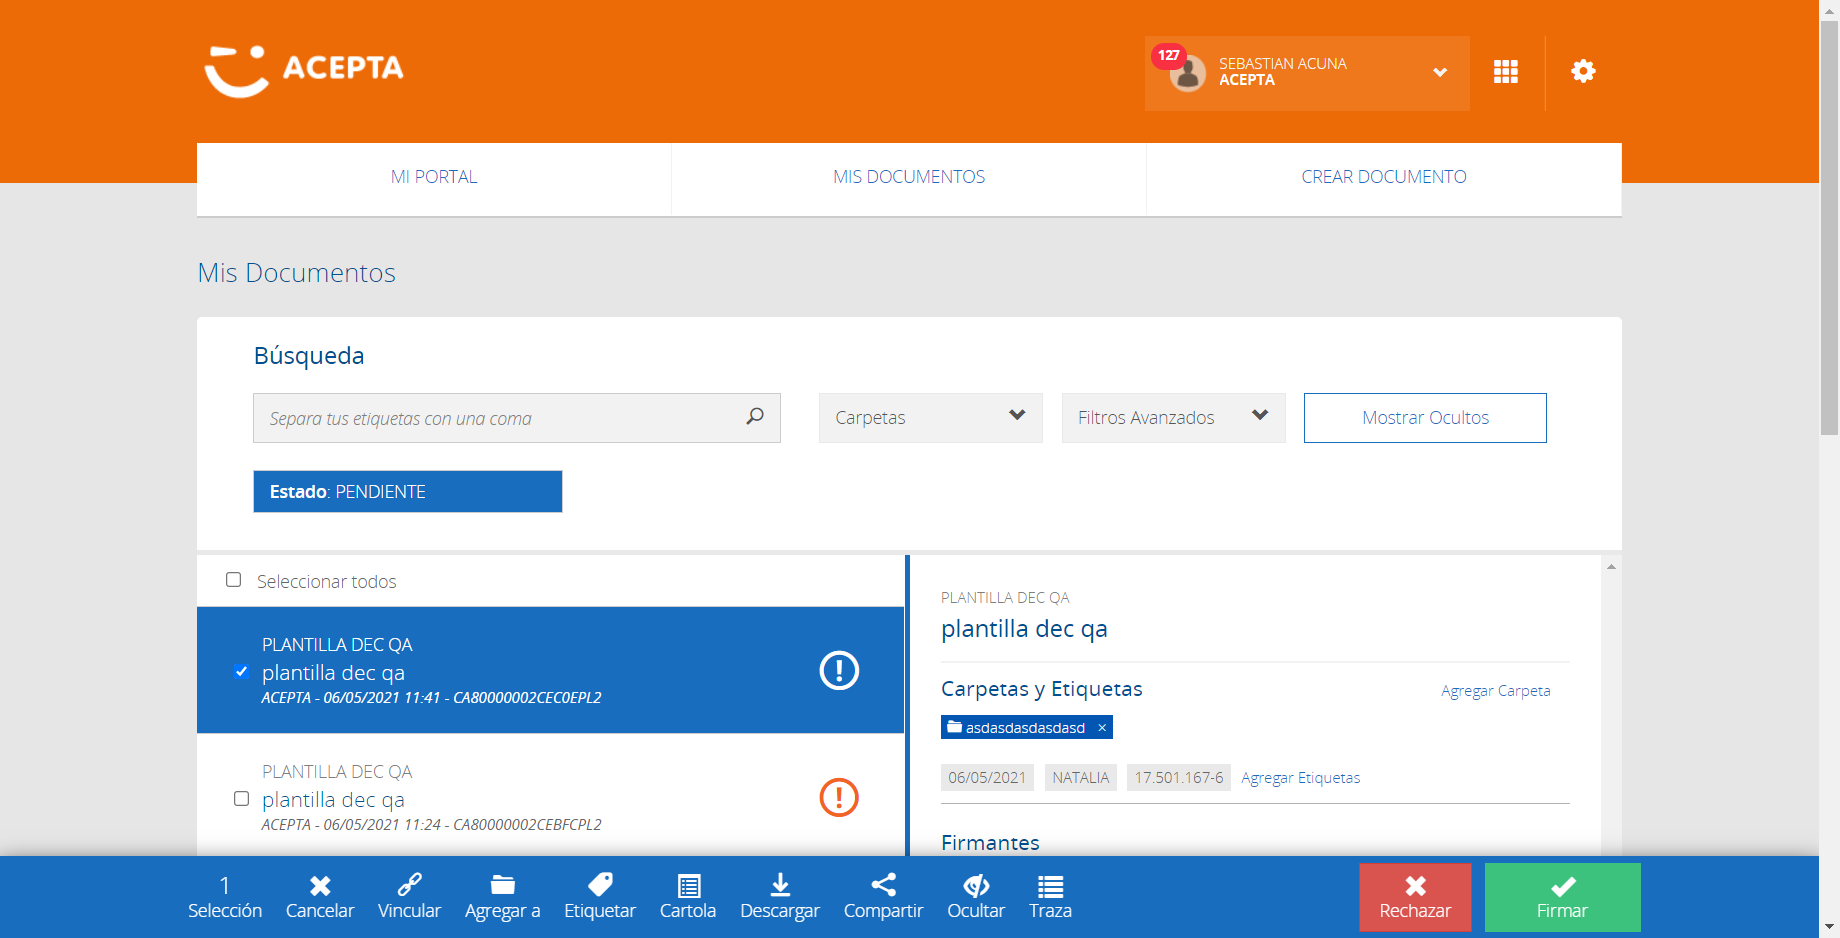 ACEPTA
127
SEBASTIAN ACUNA
ACEPTA
MI PORTAL
MIS DOCUMENTOS
CREAR DOCUMENTO
Mis Documentos
Búsqueda
Separa tus etiquetas con una coma
Carpetas
Filtros Avanzados
Mostrar Ocultos
Estado: PENDIENTE
Seleccionar todos
PLANTILLA DEC QA
plantilla dec qa
ACEPTA - 06/05/2021 11:41 - CA80000002CEC0EPL2
PLANTILLA DEC QA
plantilla dec qa
ACEPTA - 06/05/2021 11:24 - CA80000002CEBFCPL2
PLANTILLA DEC QA
plantilla dec qa
Carpetas y Etiquetas
Agregar Carpeta
asdasdasdasdasd ×
06/05/2021
NATALIA
17.501.167-6
Agregar Etiquetas
Firmantes
1
Selección
Cancelar
Vincular
Agregar a
Etiquetar
Cartola
Descargar
Compartir
Ocultar
Traza
Rechazar
Firmar